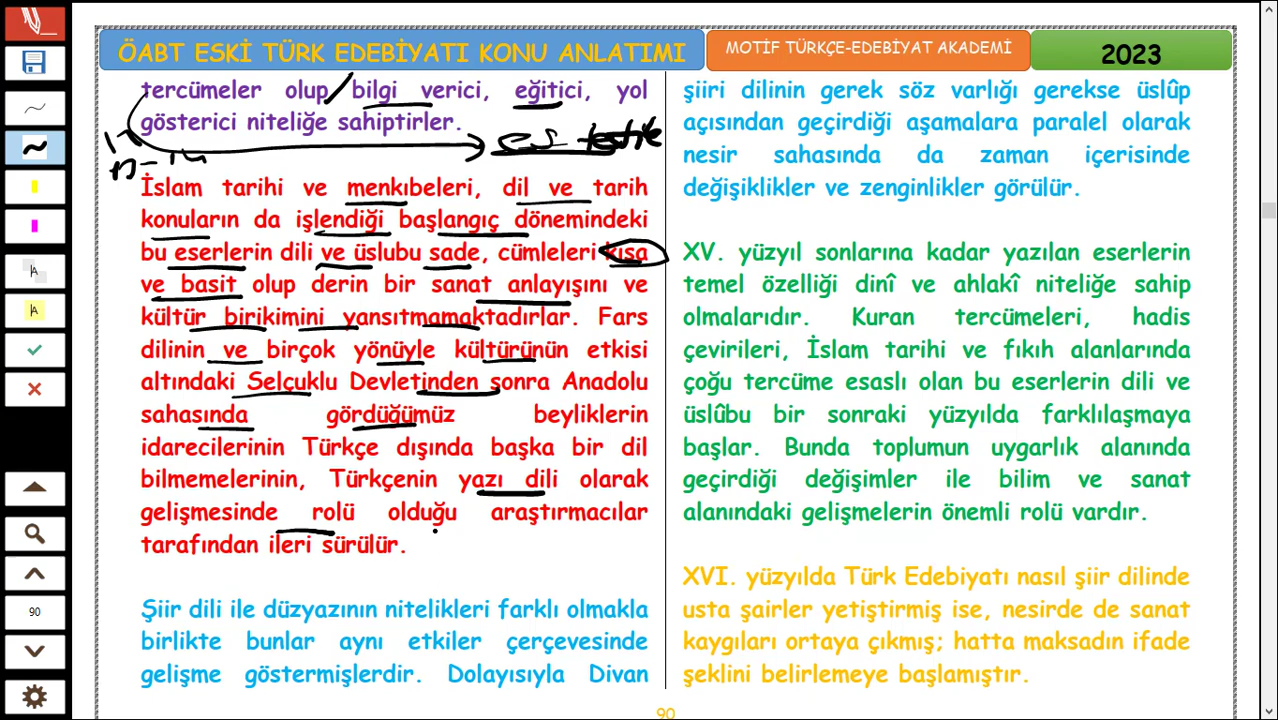 ÖABT ESKİ TÜRK EDEBİYATI KONU ANLATIMI
MOTİF TÜRKÇE-EDEBİYAT AKADEMİ
2023
tercümeler olup bilgi verici, eğitici, yol
gösterici niteliğe sahiptirler.
İslam tarihi ve menkıbeleri, dil ve tarih
konuların da işlendiği başlangıç dönemindeki
bu eserlerin dili ve üslubu sade, cümleleri kısa
ve basit olup derin bir sanat anlayışını ve
kültür birikimini yansıtmamaktadırlar. Fars
dilinin ve birçok yönüyle kültürünün etkisi
altındaki Selçuklu Devletinden sonra Anadolu
sahasında gördüğümüz beyliklerin
idarecilerinin Türkçe dışında başka bir dil
bilmemelerinin, Türkçenin yazı dili olarak
gelişmesinde rolü olduğu araştırmacılar
tarafından ileri sürülür.
Şiir dili ile düzyazının nitelikleri farklı olmakla
birlikte bunlar aynı etkiler çerçevesinde
gelişme göstermişlerdir. Dolayısıyla Divan
şiiri dilinin gerek söz varlığı gerekse üslûp
açısından geçirdiği aşamalara paralel olarak
nesir sahasında da zaman içerisinde
değişiklikler ve zenginlikler görülür.
XV. yüzyıl sonlarına kadar yazılan eserlerin
temel özelliği dinî ve ahlakî niteliğe sahip
olmalarıdır. Kuran tercümeleri, hadis
çevirileri, İslam tarihi ve fıkıh alanlarında
çoğu tercüme esaslı olan bu eserlerin dili ve
üslûbu bir sonraki yüzyılda farklılaşmaya
başlar. Bunda toplumun uygarlık alanında
geçirdiği değişimler ile bilim ve sanat
alanındaki gelişmelerin önemli rolü vardır.
XVI. yüzyılda Türk Edebiyatı nasıl şiir dilinde
usta şairler yetiştirmiş ise, nesirde de sanat
kaygıları ortaya çıkmış; hatta maksadın ifade
şeklini belirlemeye başlamıştır.
90
90